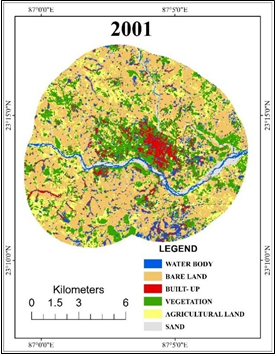 87°0'0"E 87°5'0"E
2001
23°15'0"N 23°15'0"N
23°10'0"N 23°10'0"N
LEGEND
WATER BODY
BARE LAND
BUILT- UP
VEGETATION
AGRICULTURAL LAND
SAND
Kilometers
0 1.5 3 6
87°0'0"E 87°5'0"E